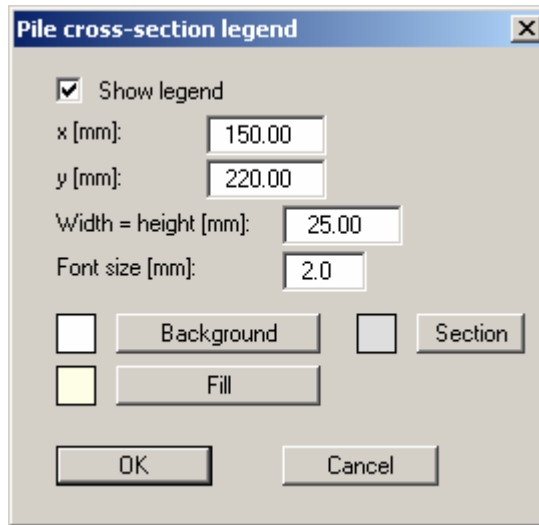 Pile cross-section legend
Show legend
x [mm]: 150.00
y [mm]: 220.00
Width = height [mm]: 25.00
Font size [mm]: 2.0
Background Section
Fill
OK Cancel